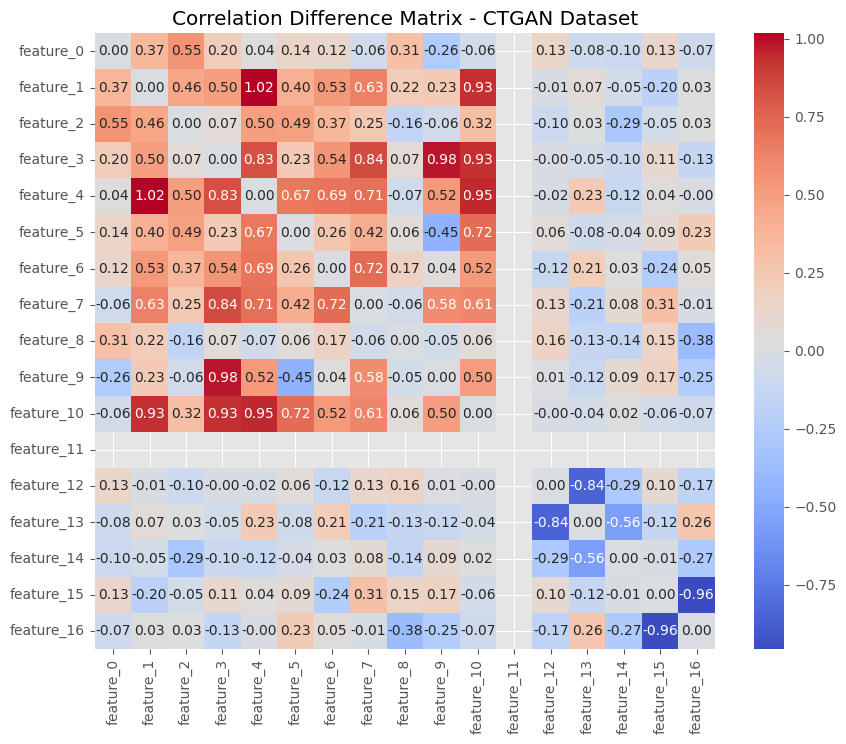 Correlation Difference Matrix - CTGAN Dataset
feature_0 0.00 0.37 0.55 0.20 0.04 0.14 0.12 -0.06 0.31 -0.26 -0.06 0.13 -0.08 -0.10 0.13 -0.07
feature_1 0.37 0.00 0.46 0.50 1.02 0.40 0.53 0.63 0.22 0.23 0.93 -0.01 0.07 -0.05 -0.20 0.03
feature_2 0.55 0.46 0.00 0.07 0.50 0.49 0.37 0.25 -0.16 -0.06 0.32 -0.10 0.03 -0.29 -0.05 0.03
feature_3 0.20 0.50 0.07 0.00 0.83 0.23 0.54 0.84 0.07 0.98 0.93 -0.00 -0.05 -0.10 0.11 -0.13
feature_4 0.04 1.02 0.50 0.83 0.00 0.67 0.69 0.71 -0.07 0.52 0.95 -0.02 0.23 -0.12 0.04 -0.00
feature_5 0.14 0.40 0.49 0.23 0.67 0.00 0.26 0.42 0.06 -0.45 0.72 0.06 -0.08 -0.04 0.09 0.23
feature_6 0.12 0.53 0.37 0.54 0.69 0.26 0.00 0.72 0.17 0.04 0.52 -0.12 0.21 0.03 -0.24 0.05
feature_7 -0.06 0.63 0.25 0.84 0.71 0.42 0.72 0.00 -0.06 0.58 0.61 0.13 -0.21 0.08 0.31 -0.01
feature_8 0.31 0.22 -0.16 0.07 -0.07 0.06 0.17 -0.06 0.00 -0.05 0.06 0.16 -0.13 -0.14 0.15 -0.38
feature_9 -0.26 0.23 -0.06 0.98 0.52 -0.45 0.04 0.58 -0.05 0.00 0.50 0.01 -0.12 0.09 0.17 -0.25
feature_10 -0.06 0.93 0.32 0.93 0.95 0.72 0.52 0.61 0.06 0.50 0.00 -0.00 -0.04 0.02 -0.06 -0.07
feature_11
feature_12 0.13 -0.01 -0.10 -0.00 -0.02 0.06 -0.12 0.13 0.16 0.01 -0.00 0.00 -0.84 -0.29 0.10 -0.17
feature_13 -0.08 0.07 0.03 -0.05 0.23 -0.08 0.21 -0.21 -0.13 -0.12 -0.04 -0.84 0.00 -0.56 -0.12 0.26
feature_14 -0.10 -0.05 -0.29 -0.10 -0.12 -0.04 0.03 0.08 -0.14 0.09 0.02 -0.29 -0.56 0.00 -0.01 -0.27
feature_15 0.13 -0.20 -0.05 0.11 0.04 0.09 -0.24 0.31 0.15 0.17 -0.06 0.10 -0.12 -0.01 0.00 -0.96
feature_16 -0.07 0.03 0.03 -0.13 -0.00 0.23 0.05 -0.01 -0.38 -0.25 -0.07 -0.17 0.26 -0.27 -0.96 0.00
feature_0 feature_1 feature_2 feature_3 feature_4 feature_5 feature_6 feature_7 feature_8 feature_9 feature_10 feature_11 feature_12 feature_13 feature_14 feature_15 feature_16
1.00
0.75
0.50
0.25
0.00
-0.25
-0.50
-0.75